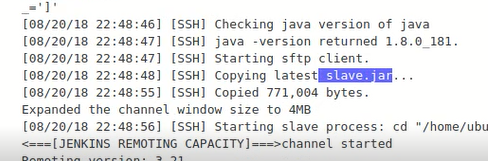 _=']'
[08/20/18 22:48:46] [SSH] Checking java version of java
[08/20/18 22:48:47] [SSH] java -version returned 1.8.0_181.
[08/20/18 22:48:47] [SSH] Starting sftp client.
[08/20/18 22:48:48] [SSH] Copying latest slave.jar...
[08/20/18 22:48:55] [SSH] Copied 771,004 bytes.
Expanded the channel window size to 4MB
[08/20/18 22:48:56] [SSH] Starting slave process: cd "/home/ubu
<===[JENKINS REMOTING CAPACITY]===>channel started
Remoting version: 3.21